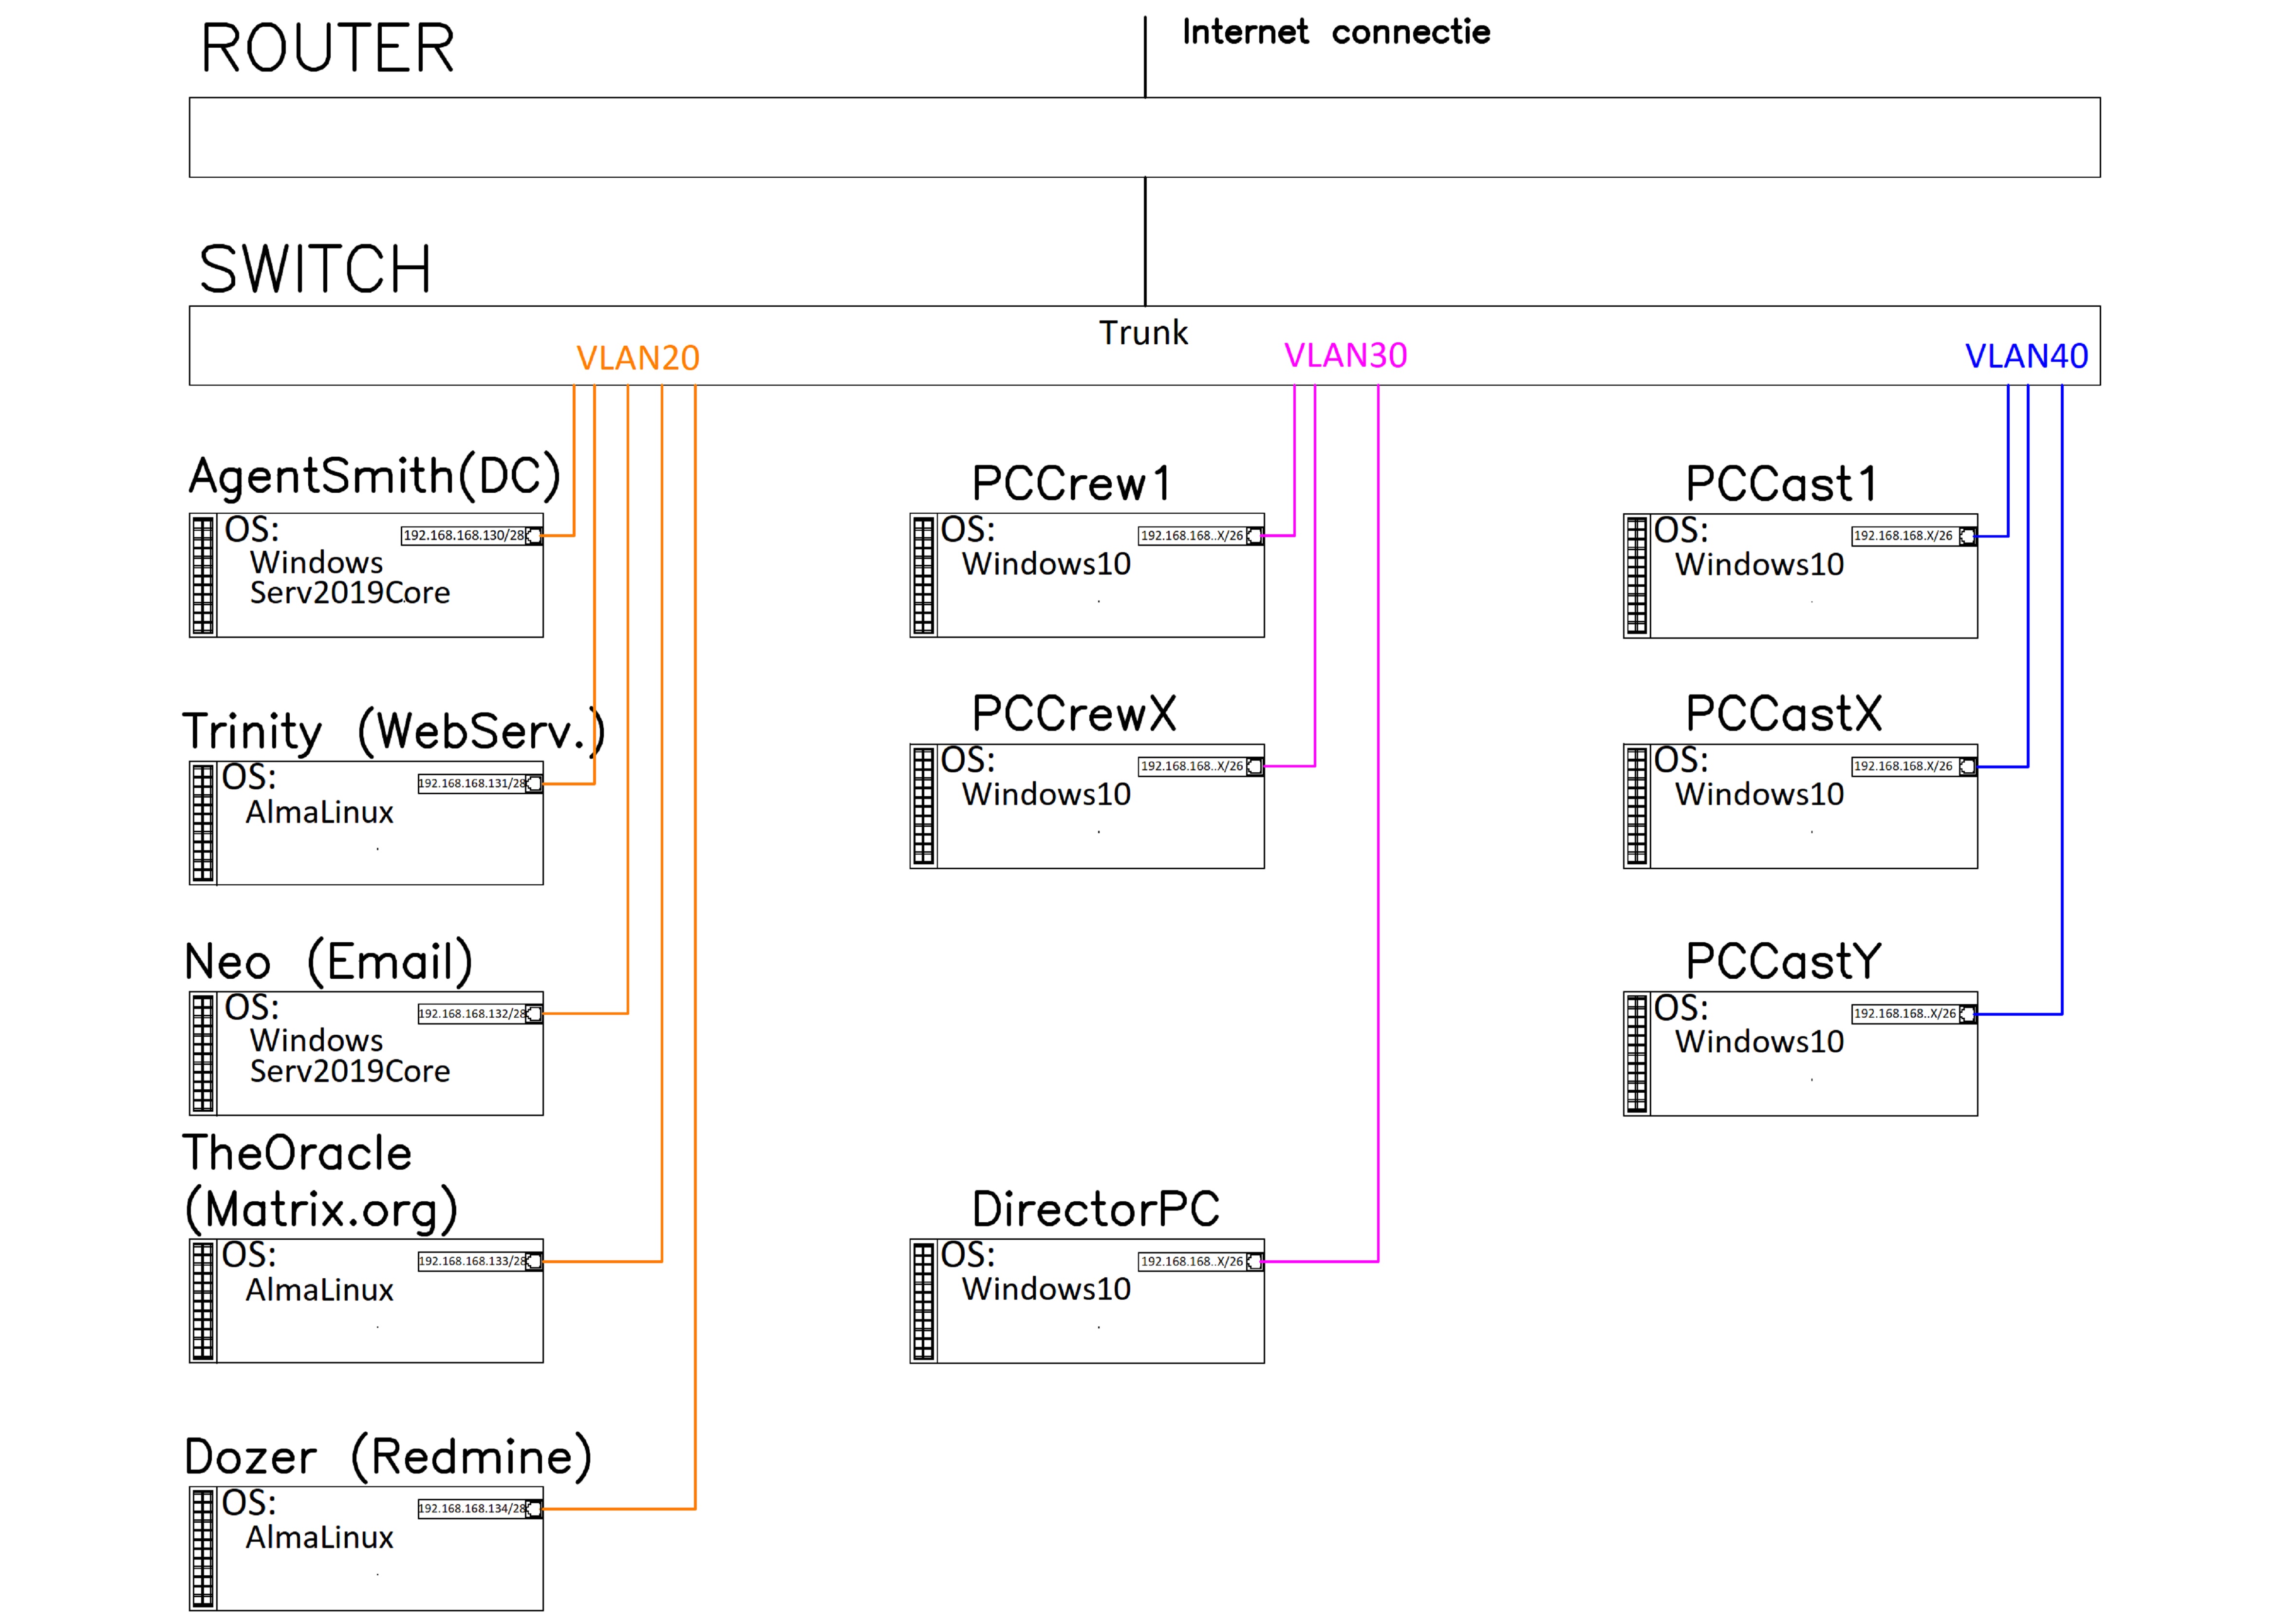 ROUTER
Internet connectie
SWITCH
Trunk
VLAN20
VLAN30
VLAN40
AgentSmith(DC)
OS:
192.168.168.130/28
Windows
Serv2019Core
PCCrew1
OS:
192.168.168..X/26
Windows10
PCCast1
OS:
192.168.168.X/26
Windows10
Trinity (WebServ.)
OS:
192.168.168.131/28
AlmaLinux
PCCrewX
OS:
192.168.168..X/26
Windows10
PCCastX
OS:
192.168.168.X/26
Windows10
Neo (Email)
OS:
192.168.168.132/28
Windows
Serv2019Core
PCCastY
OS:
192.168.168..X/26
Windows10
TheOracle
(Matrix.org)
OS:
192.168.168.133/28
AlmaLinux
DirectorPC
OS:
192.168.168..X/26
Windows10
Dozer (Redmine)
OS:
192.168.168.134/28
AlmaLinux